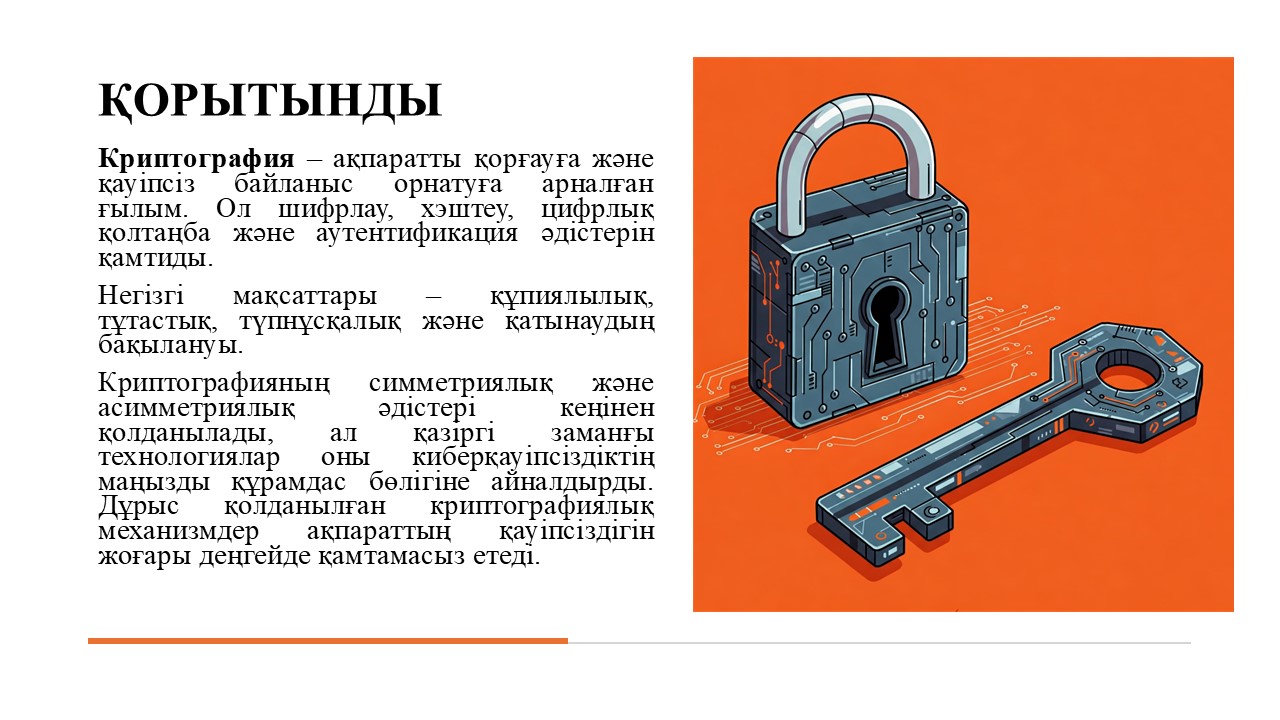 ҚОРЫТЫНДЫ
Криптография – ақпаратты қорғауға және
қауіпсіз байланыс орнатуға арналған
ғылым. Ол шифрлау, хэштеу, цифрлық
қолтаңба және аутентификация әдістерін
қамтиды.
Негізгі мақсаттары – құпиялылық,
тұтастық, түпнұсқалық және қатынаудың
бақылануы.
Криптографияның симметриялық және
асимметриялық әдістері кеңінен
қолданылады, ал қазіргі заманғы
технологиялар оны киберқауіпсіздіктің
маңызды құрамдас бөлігіне айналдырды.
Дұрыс қолданылған криптографиялық
механизмдер ақпараттың қауіпсіздігін
жоғары деңгейде қамтамасыз етеді.